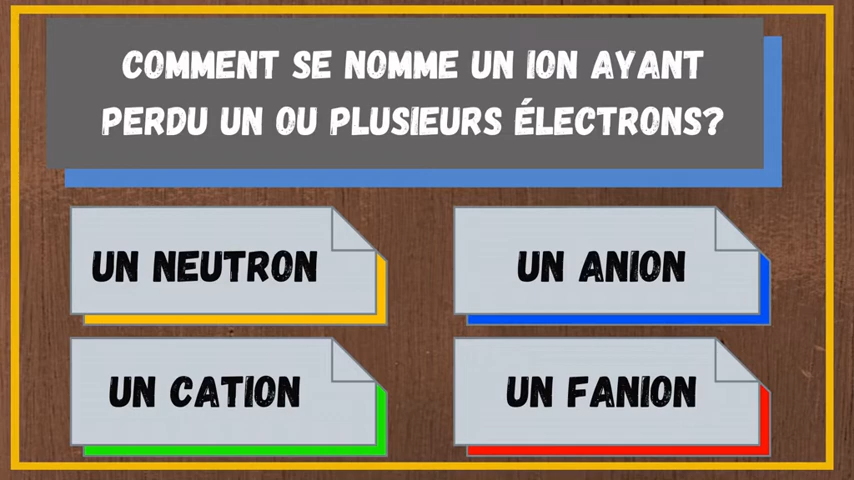 COMMENT SE NOMME UN ION AYANT
PERDU UN OU PLUSIEURS ÉLECTRONS?
UN NEUTRON
UN ANION
UN CATION
UN FANION